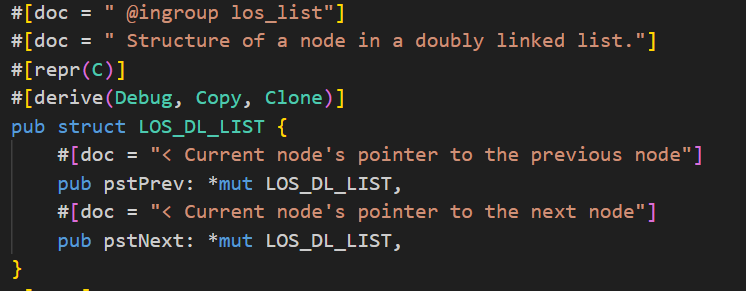 #[doc = " @ingroup los_list"]
#[doc = " Structure of a node in a doubly linked list."]
#[repr(C)]
#[derive(Debug, Copy, Clone)]
pub struct LOS_DL_LIST {
    #[doc = "< Current node's pointer to the previous node"]
    pub pstPrev: *mut LOS_DL_LIST,
    #[doc = "< Current node's pointer to the next node"]
    pub pstNext: *mut LOS_DL_LIST,
}